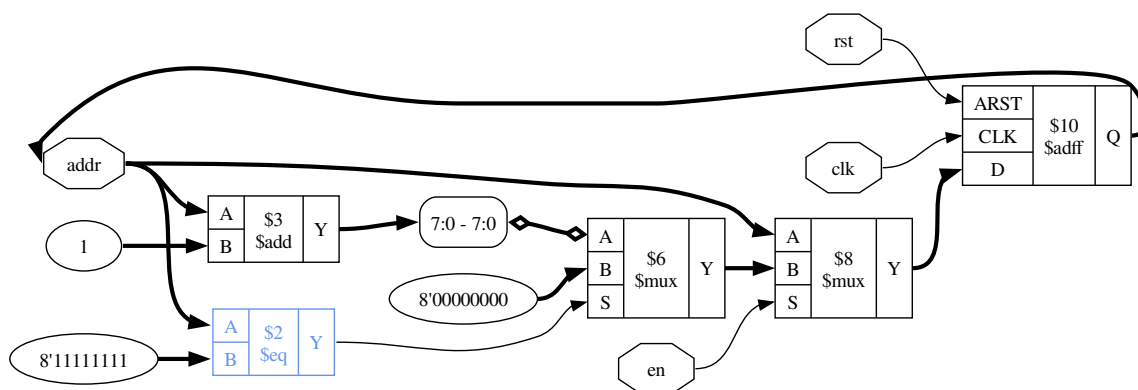 rst
ARST
CLK
D
$10
$adff
Q
addr
clk
A
B
$3
$add
Y
7:0 - 7:0
1
A
B
S
$6
$mux
Y
A
B
S
$8
$mux
Y
8'00000000
A
B
$2
$eq
Y
8'11111111
en